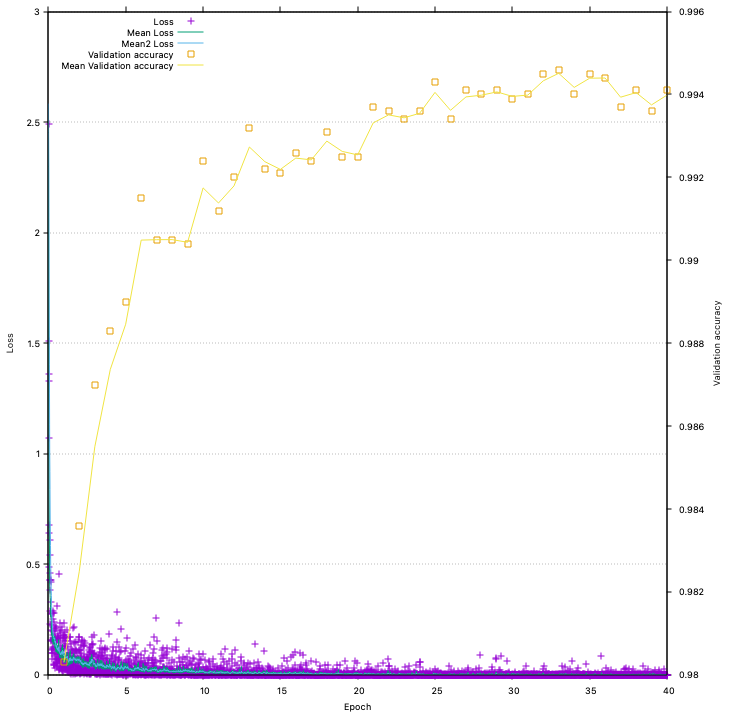 Loss
Mean Loss
Mean2 Loss
Validation accuracy
Mean Validation accuracy
3
2.5
2
1.5
1
0.5
0
Loss
0 5 10 15 20 25 30 35 40
Epoch
0.996
0.994
0.992
0.99
0.988
0.986
0.984
0.982
0.98
Validation accuracy